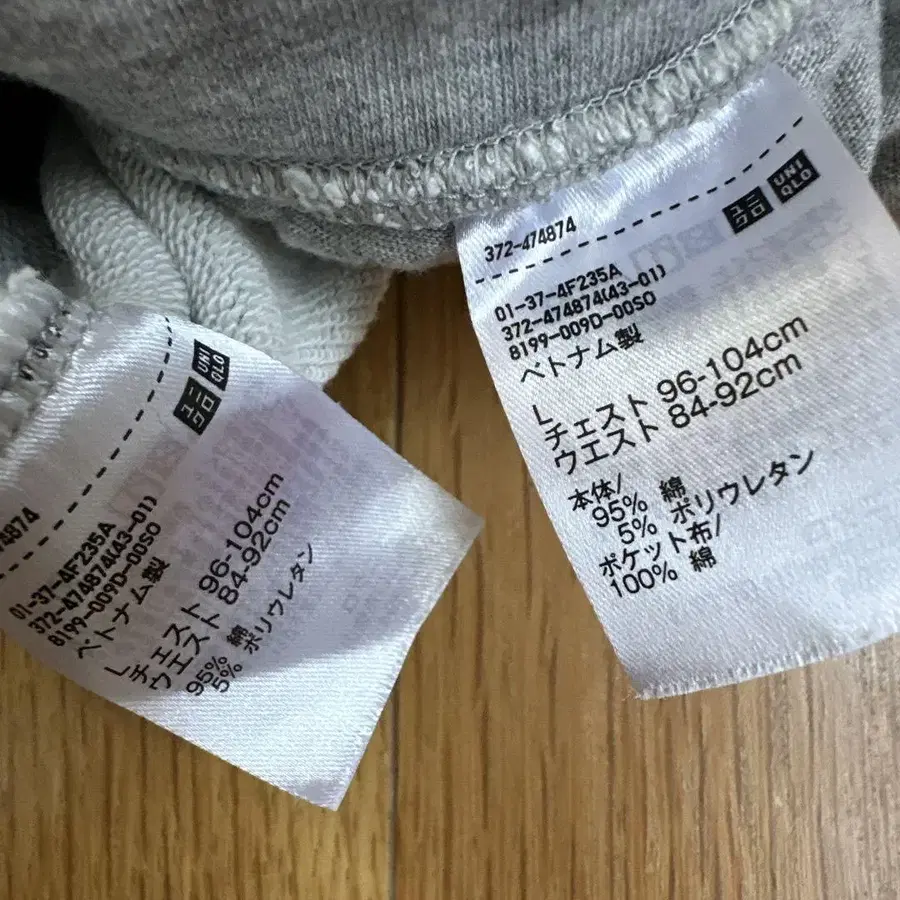 UNI
QLO
ユニ
クロ
01-37-4F235A
372-474874(43-01)
8199-009D-00SO
ベトナム製
L
チェスト 96-104cm
ウエスト 84-92cm
95% 綿
5% ポリウレタン
UNI
QLO
ユニ
クロ
372-474874
01-37-4F235A
372-474874(43-01)
8199-009D-00SO
ベトナム製
L
チェスト 96-104cm
ウエスト 84-92cm
本体/
95% 綿
5% ポリウレタン
ポケット布/
100% 綿